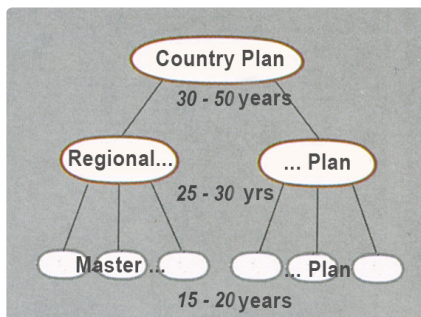 Country Plan
30 - 50 years
Regional... ... Plan
25 - 30 yrs
Master ... ... Plan
15 - 20 years